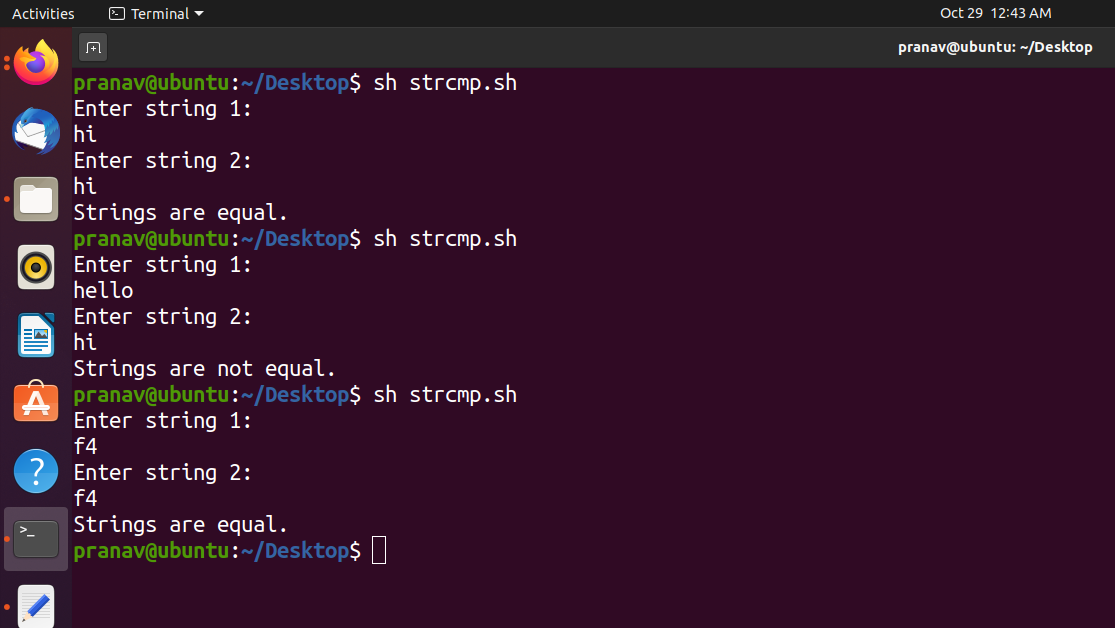 Activities Terminal Oct 29 12:43 AM
pranav@ubuntu: ~/Desktop
pranav@ubuntu:~/Desktop$ sh strcmp.sh
Enter string 1:
hi
Enter string 2:
hi
Strings are equal.
pranav@ubuntu:~/Desktop$ sh strcmp.sh
Enter string 1:
hello
Enter string 2:
hi
Strings are not equal.
pranav@ubuntu:~/Desktop$ sh strcmp.sh
Enter string 1:
f4
Enter string 2:
f4
Strings are equal.
pranav@ubuntu:~/Desktop$